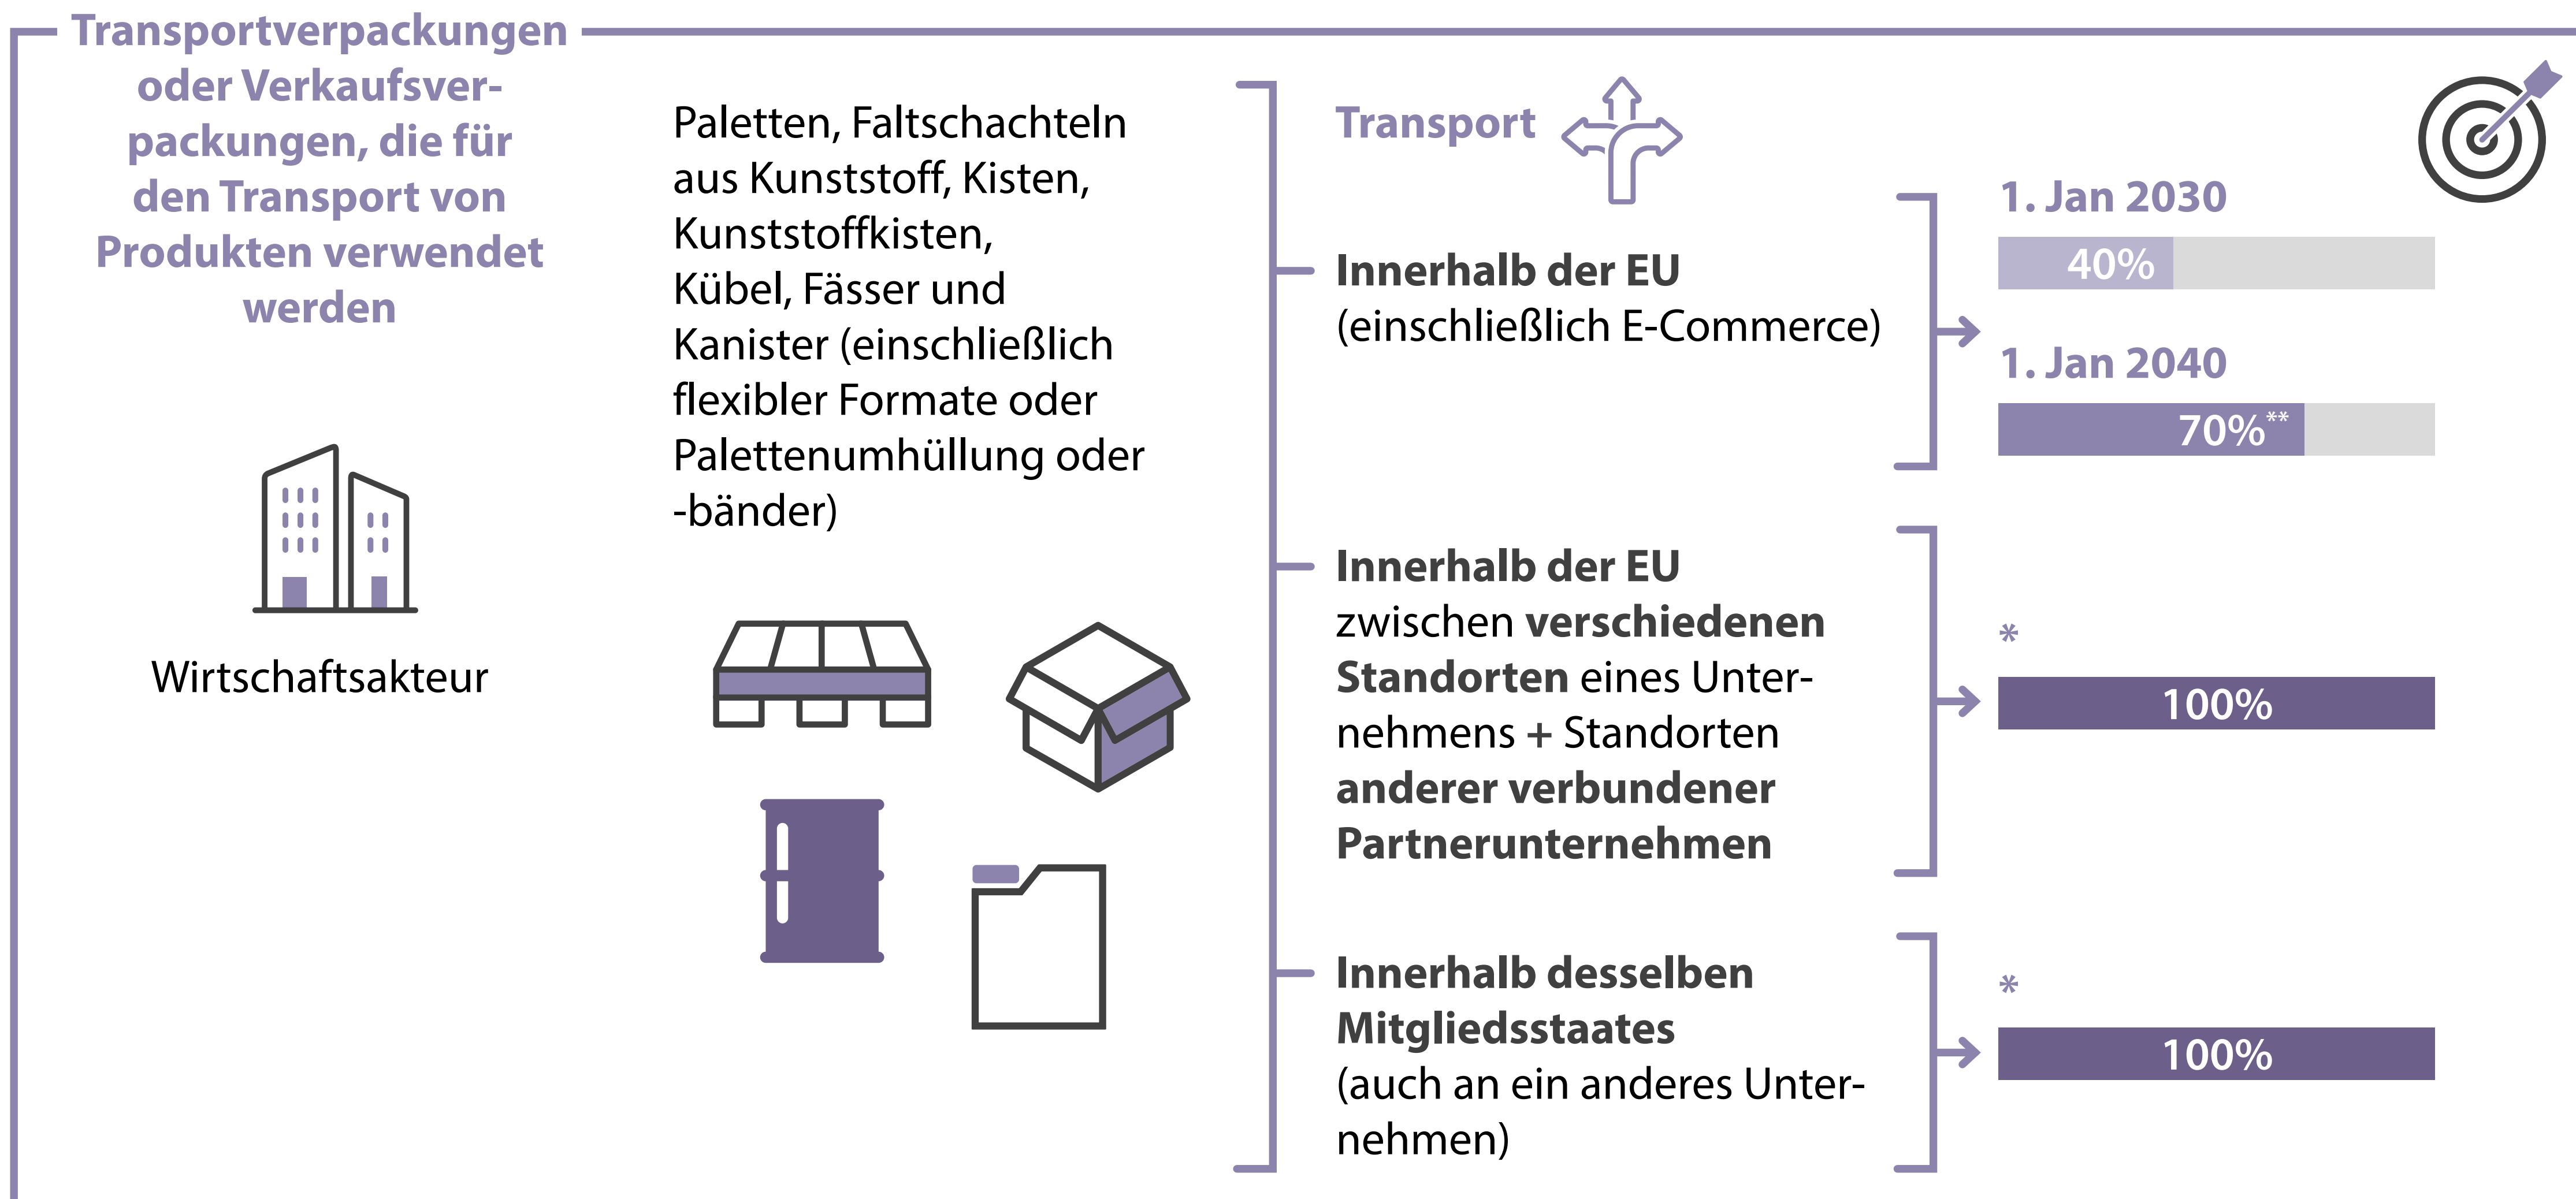 Transportverpackungen
oder Verkaufsver-
packungen, die für
den Transport von
Produkten verwendet
werden
Wirtschaftsakteur
Paletten, Faltschachteln
aus Kunststoff, Kisten,
Kunststoffkisten,
Kübel, Fässer und
Kanister (einschließlich
flexibler Formate oder
Palettenumhüllung oder
-bänder)
Transport
Innerhalb der EU
(einschließlich E-Commerce)
1. Jan 2030
40%
1. Jan 2040
70%**
Innerhalb der EU
zwischen verschiedenen
Standorten eines Unter-
nehmens + Standorten
anderer verbundener
Partnerunternehmen
*
100%
Innerhalb desselben
Mitgliedsstaates
(auch an ein anderes Unter-
nehmen)
*
100%